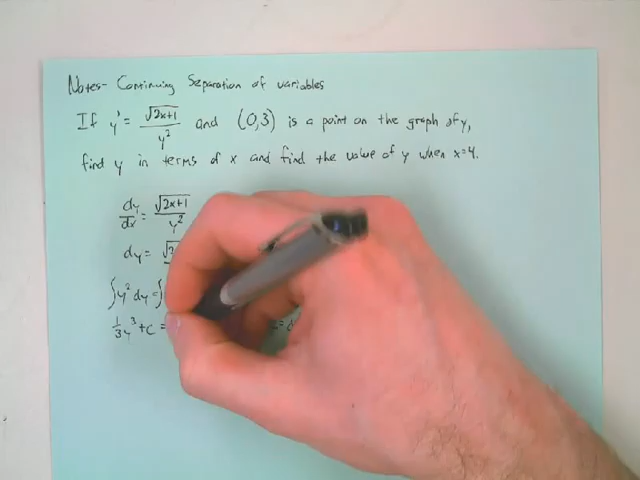 Notes- Continuing Separation of variables
If y' = √(2x+1) / y² and (0,3) is a point on the graph of y,
find y in terms of x and find the value of y when x=4.
dy/dx = √(2x+1) / y²
dy =
∫y² dy = ∫
1/3 y³ + C =